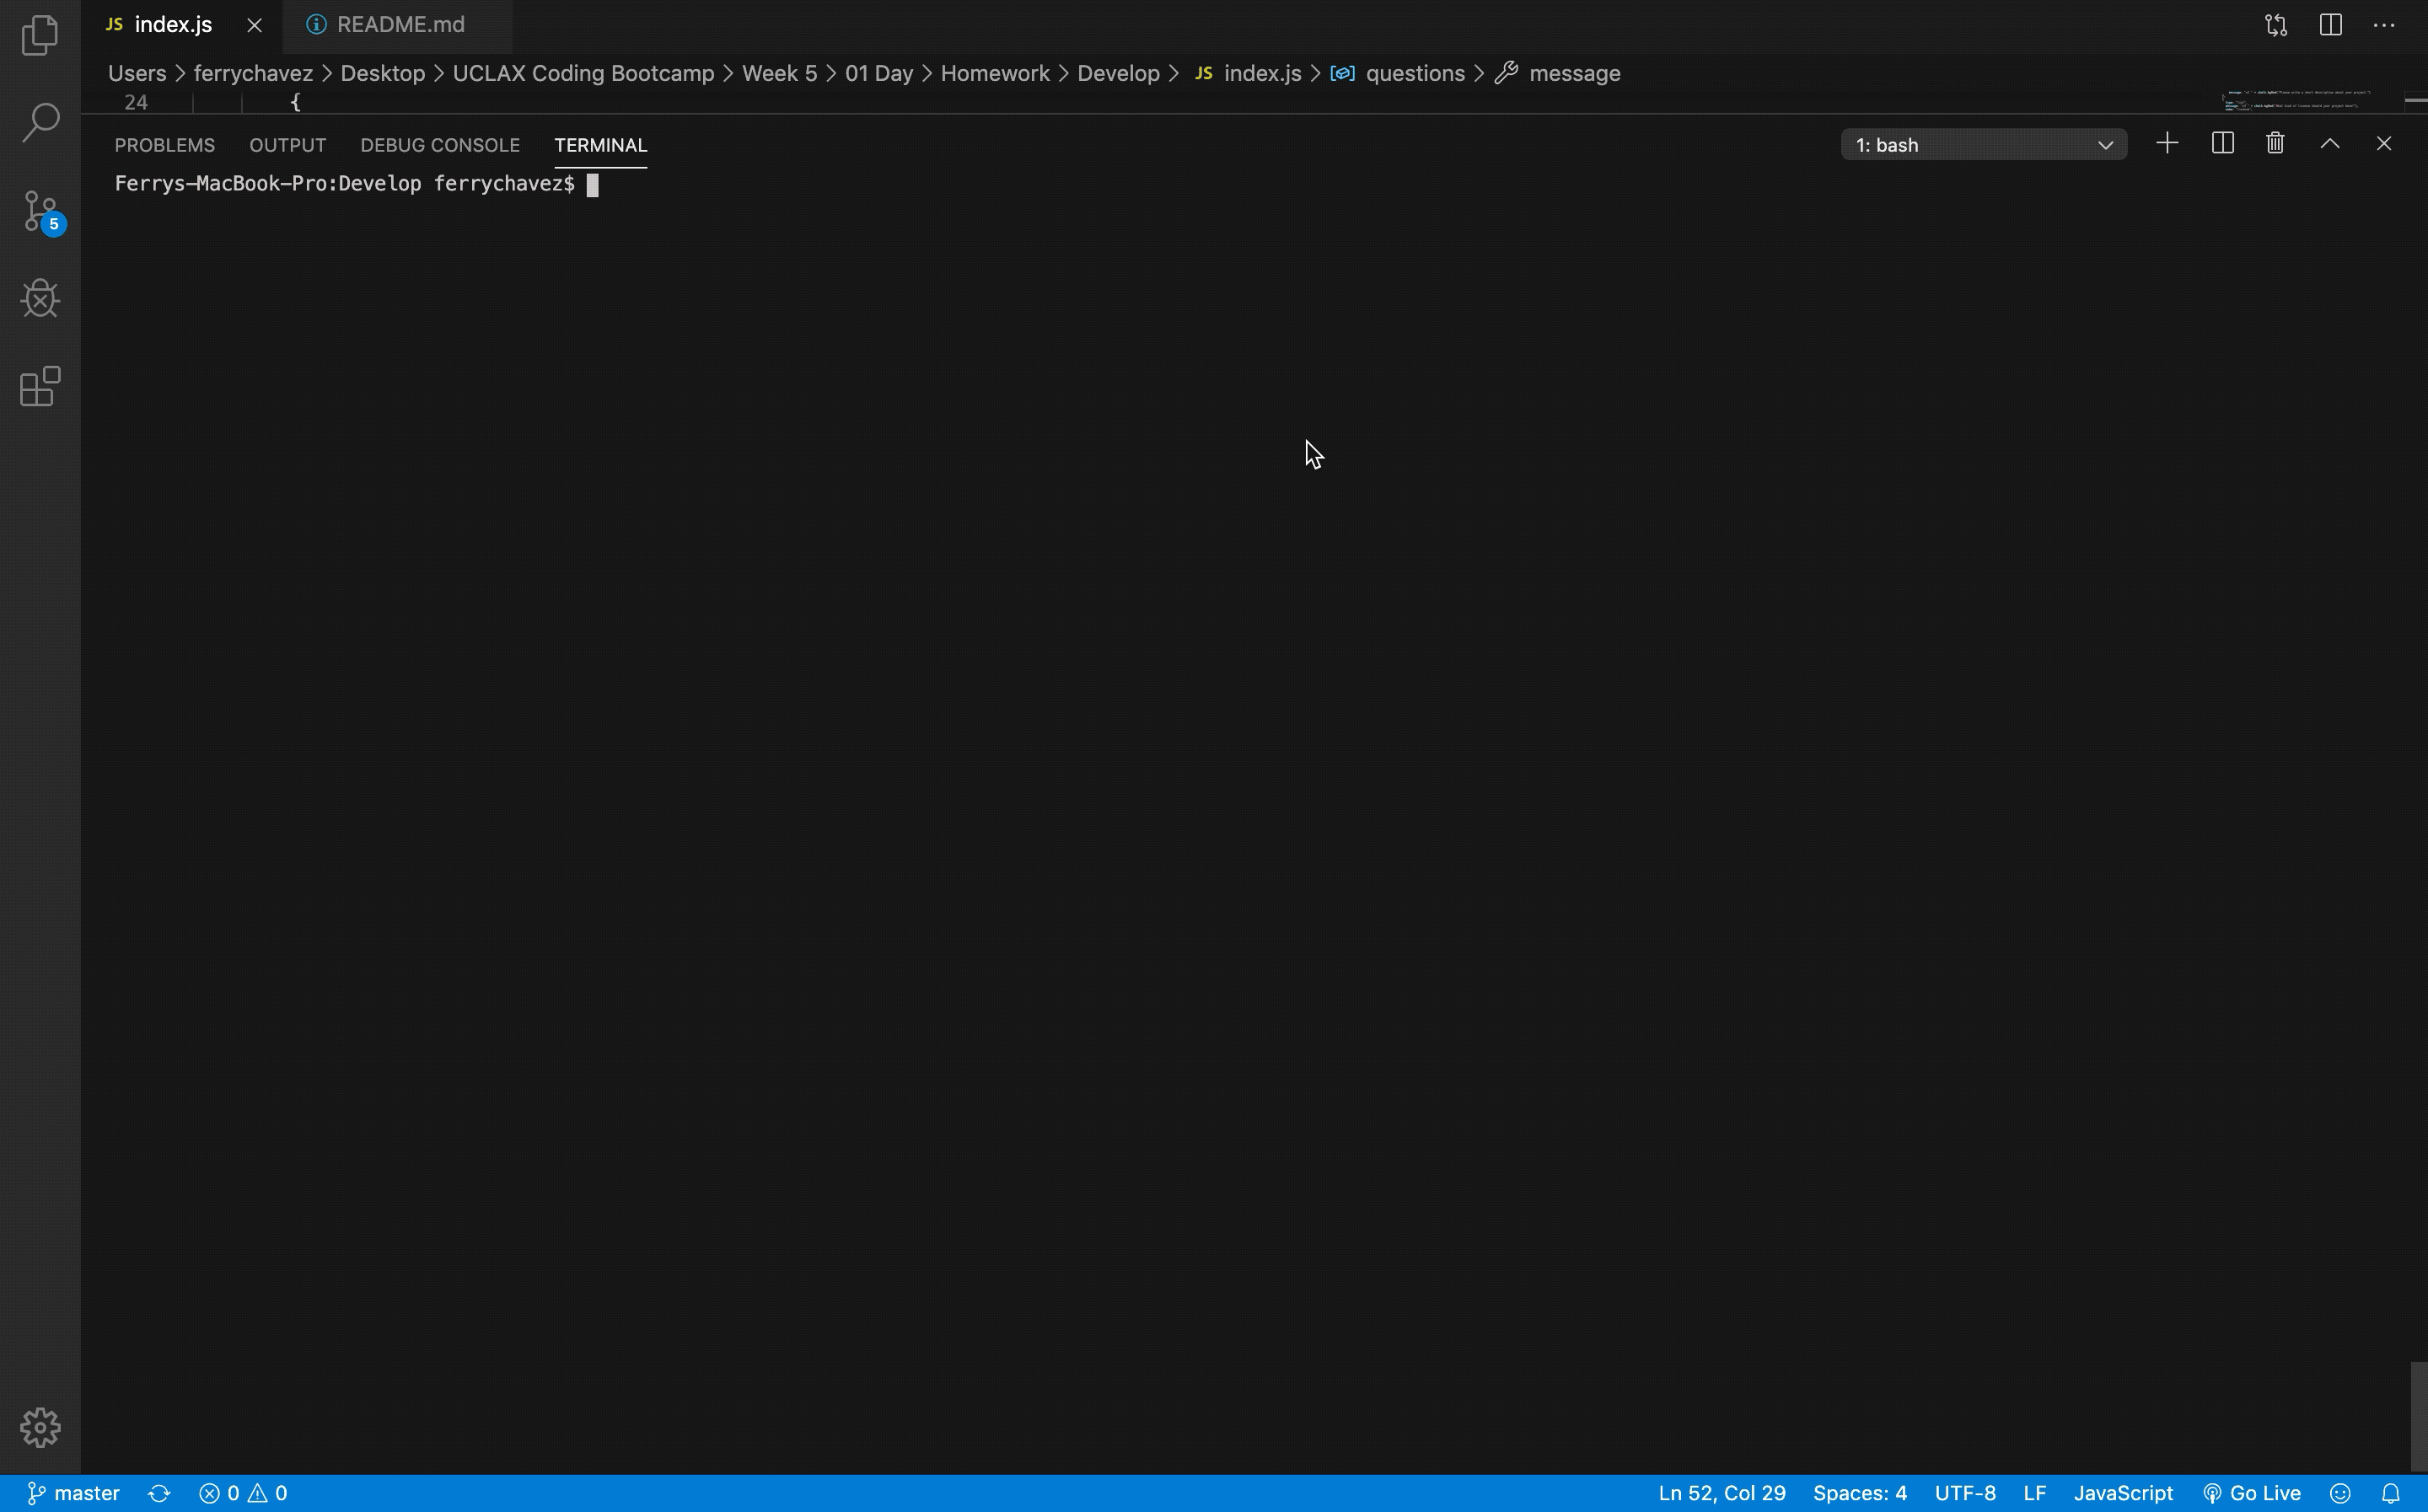 JS index.js README.md
Users > ferrychavez > Desktop > UCLAX Coding Bootcamp > Week 5 > 01 Day > Homework > Develop > JS index.js > questions > message
24 {
PROBLEMS OUTPUT DEBUG CONSOLE TERMINAL 1: bash
Ferrys-MacBook-Pro:Develop ferrychavez$
5
master 0 0 Ln 52, Col 29 Spaces: 4 UTF-8 LF JavaScript Go Live